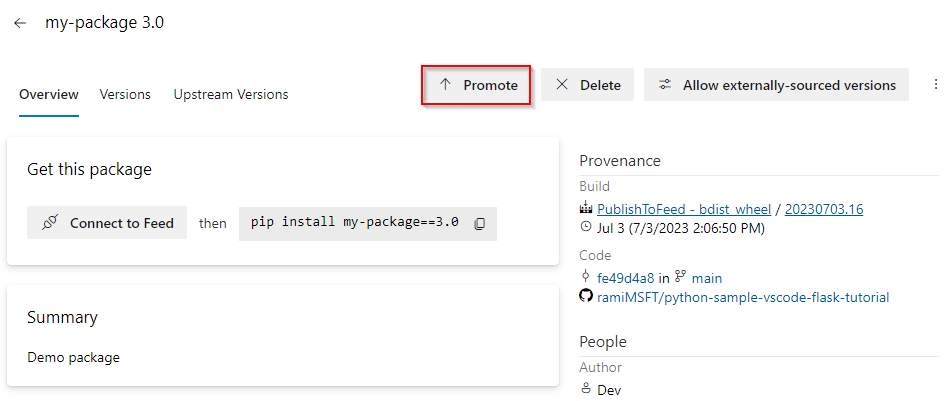 my-package 3.0
Overview
Versions
Upstream Versions
Promote
Delete
Allow externally-sourced versions
Get this package
Connect to Feed
then
pip install my-package==3.0
Summary
Demo package
Provenance
Build
PublishToFeed - bdist_wheel / 20230703.16
Jul 3 (7/3/2023 2:06:50 PM)
Code
fe49d4a8 in main
ramiMSFT/python-sample-vscode-flask-tutorial
People
Author
Dev